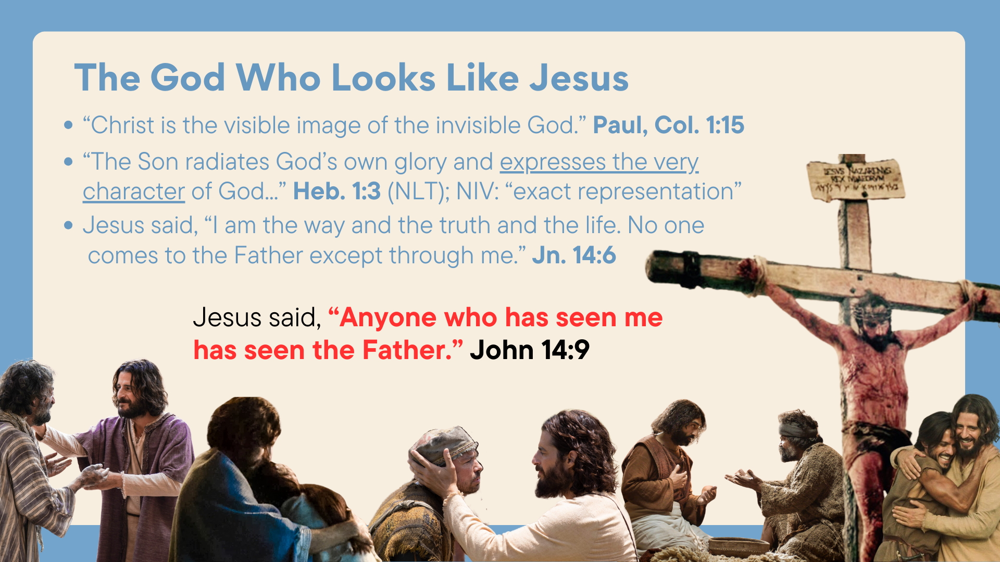 The God Who Looks Like Jesus
• “Christ is the visible image of the invisible God.” Paul, Col. 1:15
• “The Son radiates God’s own glory and expresses the very
character of God...” Heb. 1:3 (NLT); NIV: “exact representation”
• Jesus said, “I am the way and the truth and the life. No one
comes to the Father except through me.” Jn. 14:6
Jesus said, “Anyone who has seen me
has seen the Father.” John 14:9
IESVS NAZARENVS